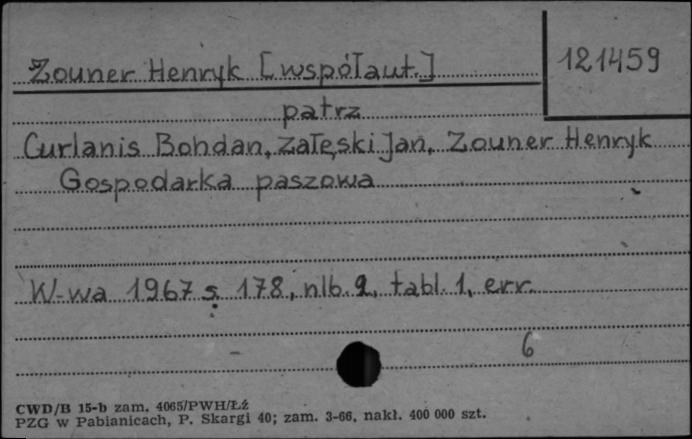 Zouner Henryk [współaut.]
121459
patrz
Curlanis Bohdan, Załęski Jan, Zouner Henryk
Gospodarka paszowa
W-wa 1967 s. 178, nlb. 2, tabl. 1, err.
6
CWD/B 15-b zam. 4065/PWH/Łź
PZG w Pabianicach, P. Skargi 40; zam. 3-66, nakł. 400 000 szt.